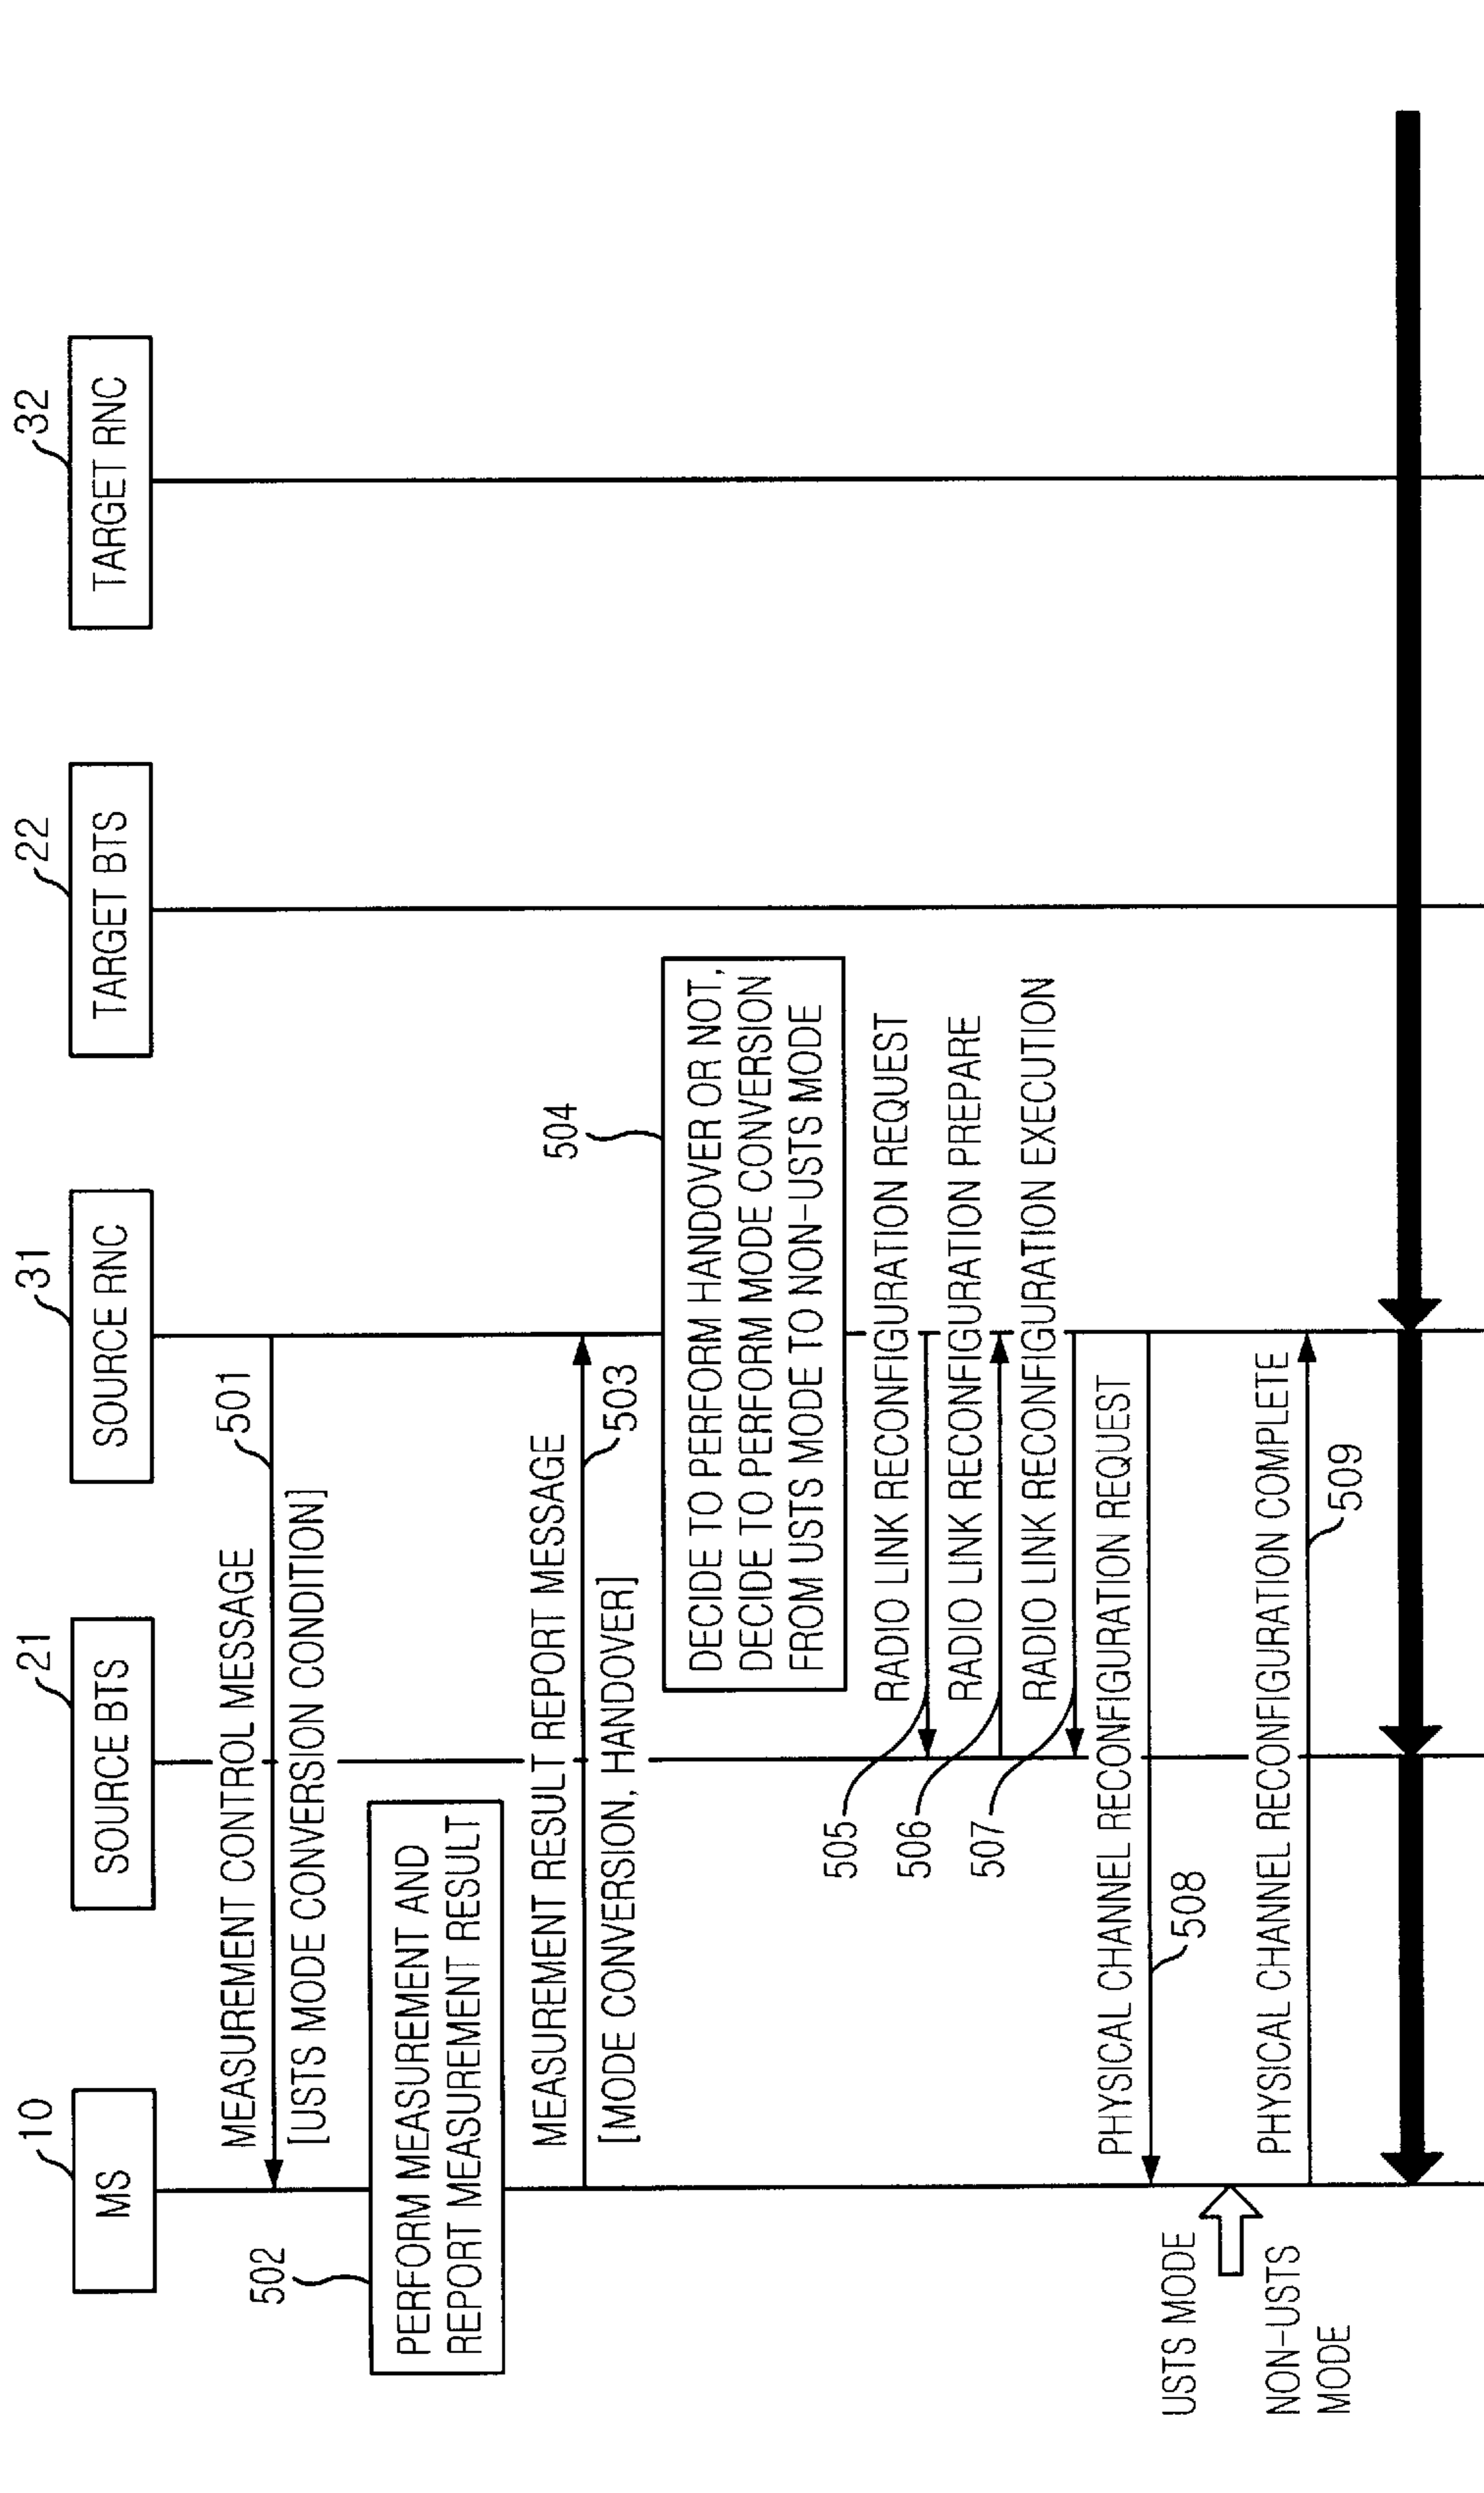 10
MS
21
SOURCE BTS
31
SOURCE RNC
22
TARGET BTS
32
TARGET RNC
MEASUREMENT CONTROL MESSAGE
501
[USTS MODE CONVERSION CONDITION]
502
PERFORM MEASUREMENT AND
REPORT MEASUREMENT RESULT
MEASUREMENT RESULT REPORT MESSAGE
503
[MODE CONVERSION, HANDOVER]
504
DECIDE TO PERFORM HANDOVER OR NOT,
DECIDE TO PERFORM MODE CONVERSION
FROM USTS MODE TO NON-USTS MODE
505
RADIO LINK RECONFIGURATION REQUEST
506
RADIO LINK RECONFIGURATION PREPARE
507
RADIO LINK RECONFIGURATION EXECUTION
PHYSICAL CHANNEL RECONFIGURATION REQUEST
508
USTS MODE
NON-USTS
MODE
PHYSICAL CHANNEL RECONFIGURATION COMPLETE
509